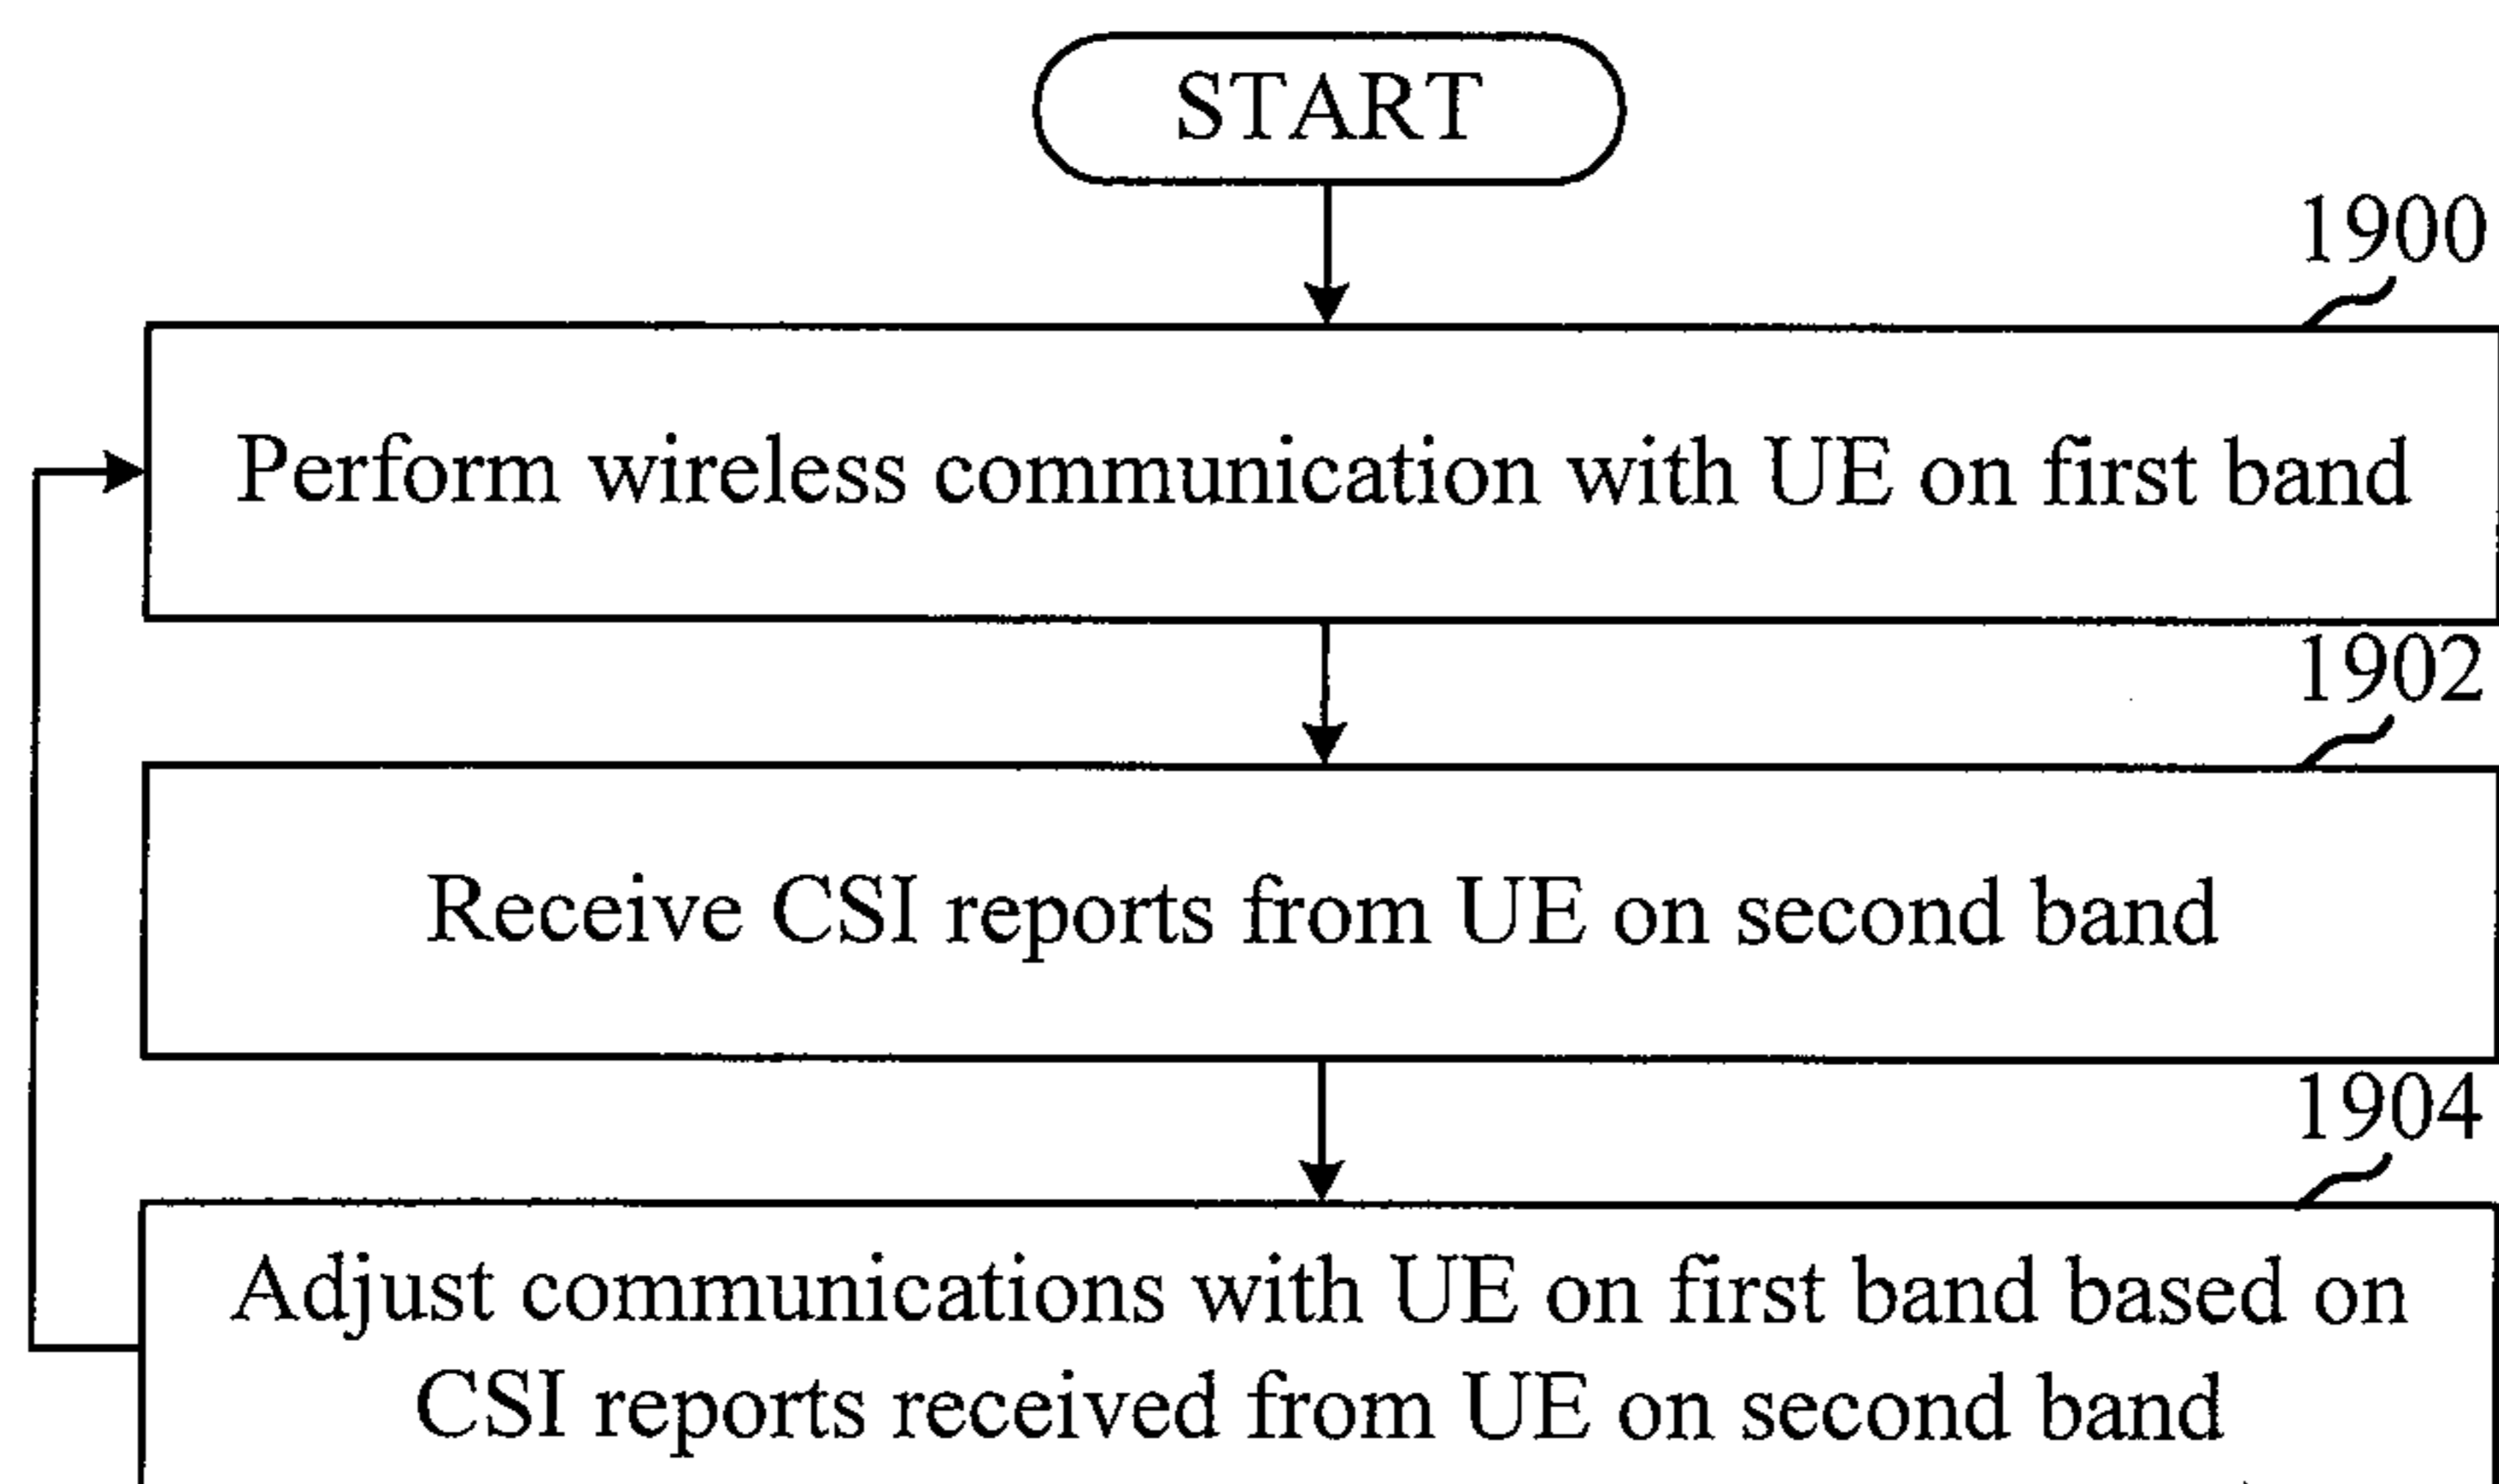 START
1900
Perform wireless communication with UE on first band
1902
Receive CSI reports from UE on second band
1904
Adjust communications with UE on first band based on
CSI reports received from UE on second band